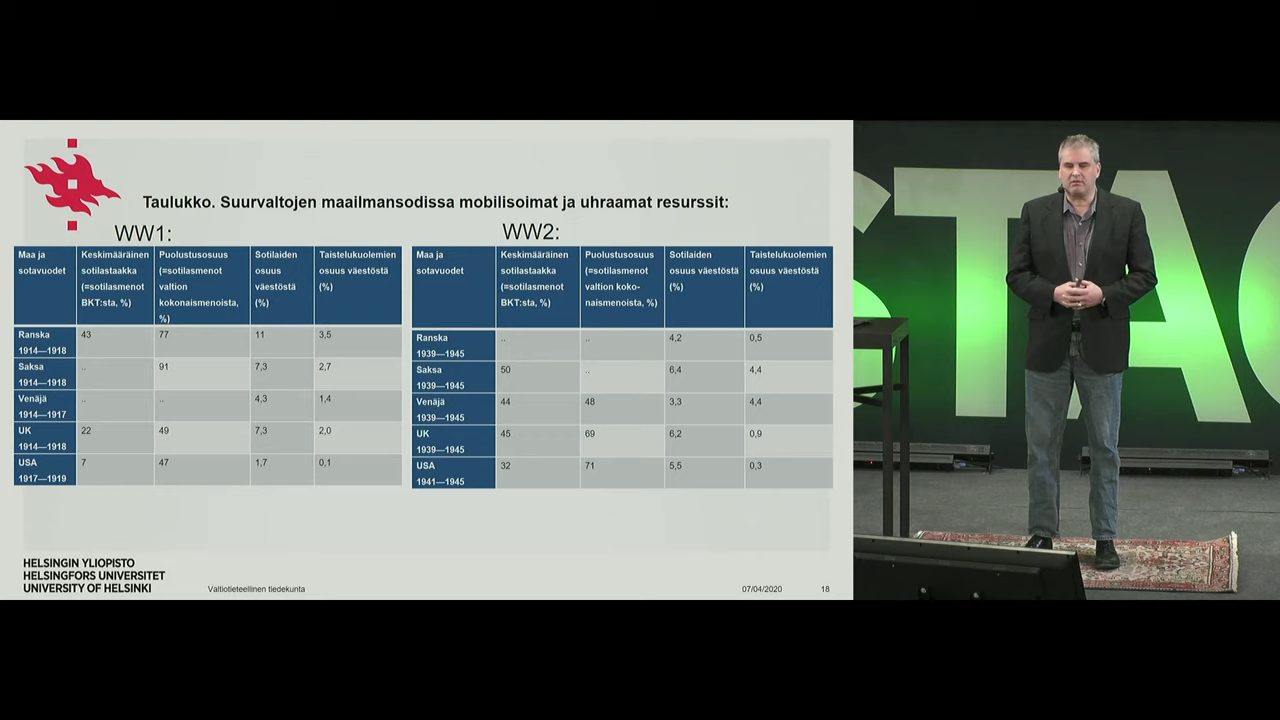 Taulukko. Suurvaltojen maailmansodissa mobilisoimat ja uhraamat resurssit:
WW1:
Maa ja sotavuodet
Keskimääräinen sotilastaakka (=sotilasmenot BKT:sta, %)
Puolustusosuus (=sotilasmenot valtion kokonaismenoista, %)
Sotilaiden osuus väestöstä (%)
Taistelukuolemien osuus väestöstä (%)
Ranska 1914—1918 43 77 11 3,5
Saksa 1914—1918 .. 91 7,3 2,7
Venäjä 1914—1917 .. .. 4,3 1,4
UK 1914—1918 22 49 7,3 2,0
USA 1917—1919 7 47 1,7 0,1
WW2:
Maa ja sotavuodet
Keskimääräinen sotilastaakka (=sotilasmenot BKT:sta, %)
Puolustusosuus (=sotilasmenot valtion koko-naismenoista, %)
Sotilaiden osuus väestöstä (%)
Taistelukuolemien osuus väestöstä (%)
Ranska 1939—1945 .. .. 4,2 0,5
Saksa 1939—1945 50 .. 6,4 4,4
Venäjä 1939—1945 44 48 3,3 4,4
UK 1939—1945 45 69 6,2 0,9
USA 1941—1945 32 71 5,5 0,3
HELSINGIN YLIOPISTO
HELSINGFORS UNIVERSITET
UNIVERSITY OF HELSINKI
Valtiotieteellinen tiedekunta
07/04/2020
18
STA